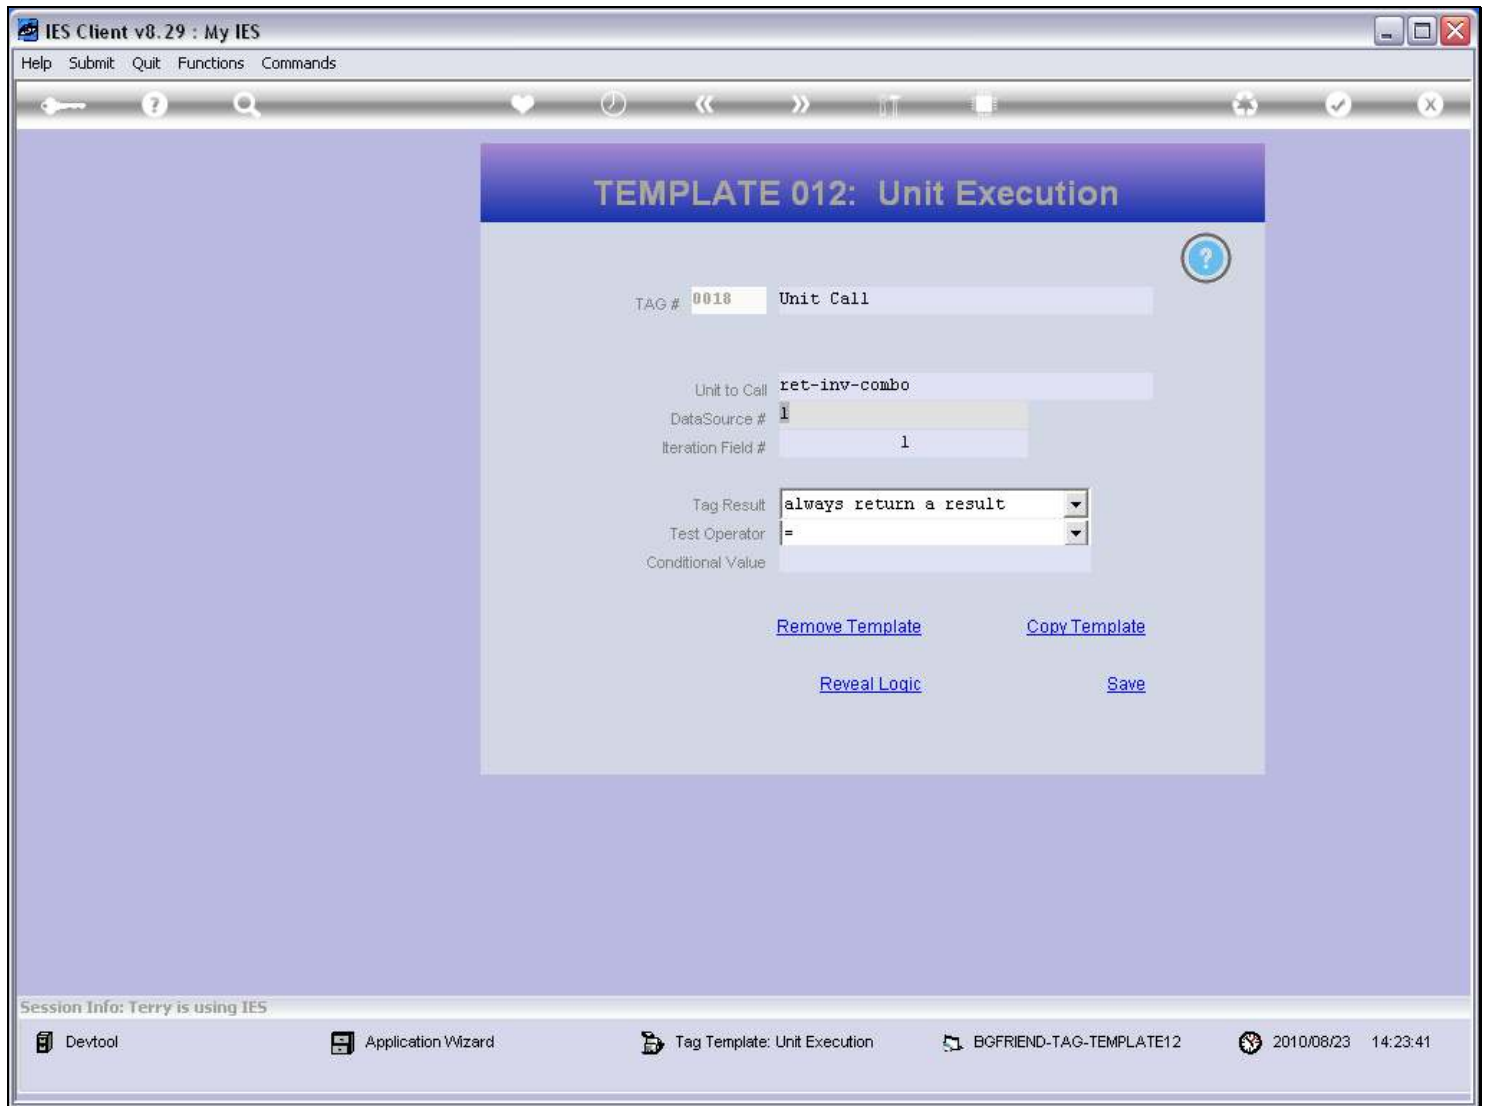 IES Client v8.29 : My IES
Help Submit Quit Functions Commands
TEMPLATE 012: Unit Execution
?
TAG # 0018 Unit Call
Unit to Call ret-inv-combo
DataSource # 1
Iteration Field # 1
Tag Result always return a result
Test Operator =
Conditional Value
Remove Template Copy Template
Reveal Logic Save
Session Info: Terry is using IES
Devtool Application Wizard Tag Template: Unit Execution BGFRIEND-TAG-TEMPLATE12 2010/08/23 14:23:41